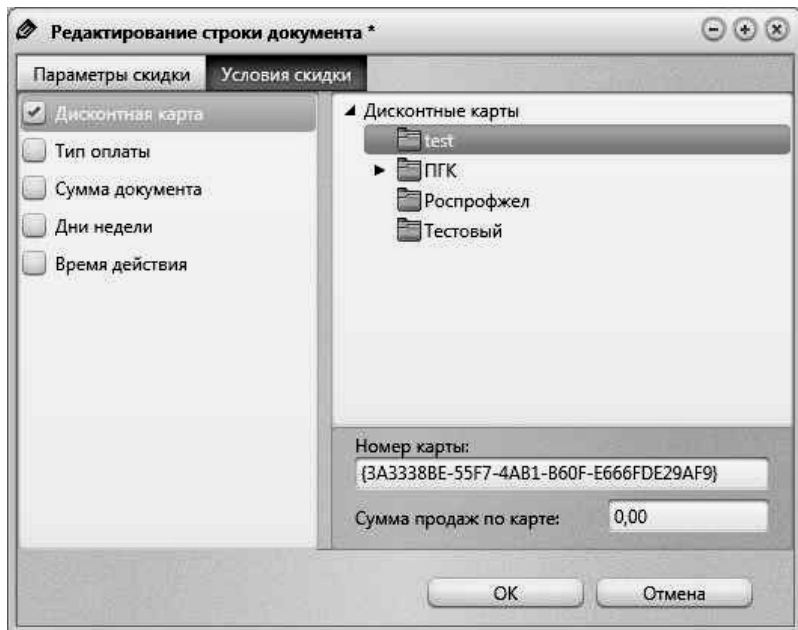 Редактирование строки документа *
Параметры скидки Условия скидки
Дисконтная карта
Тип оплаты
Сумма документа
Дни недели
Время действия
Дисконтные карты
test
ПГК
Роспрофжел
Тестовый
Номер карты:
{3A3338BE-55F7-4AB1-B60F-E666FDE29AF9}
Сумма продаж по карте: 0,00
ОК Отмена